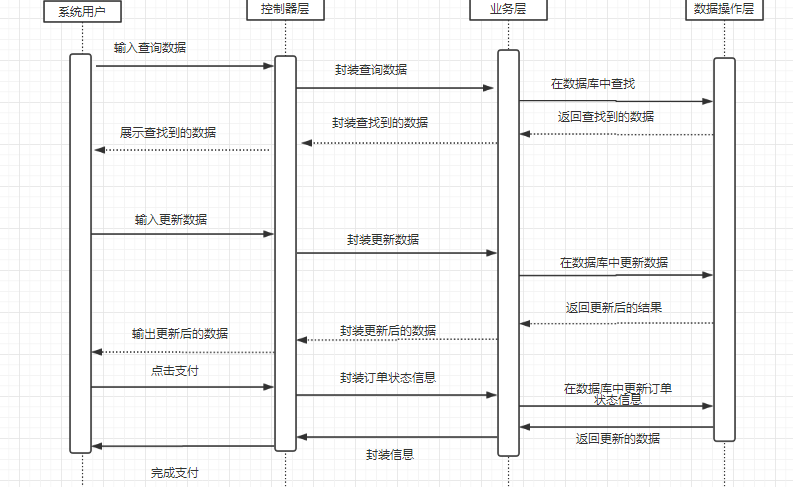 系统用户
控制器层
业务层
数据操作层
输入查询数据
封装查询数据
在数据库中查找
返回查找到的数据
封装查找到的数据
展示查找到的数据
输入更新数据
封装更新数据
在数据库中更新数据
返回更新后的结果
封装更新后的数据
输出更新后的数据
点击支付
封装订单状态信息
在数据库中更新订单
状态信息
返回更新的数据
封装信息
完成支付